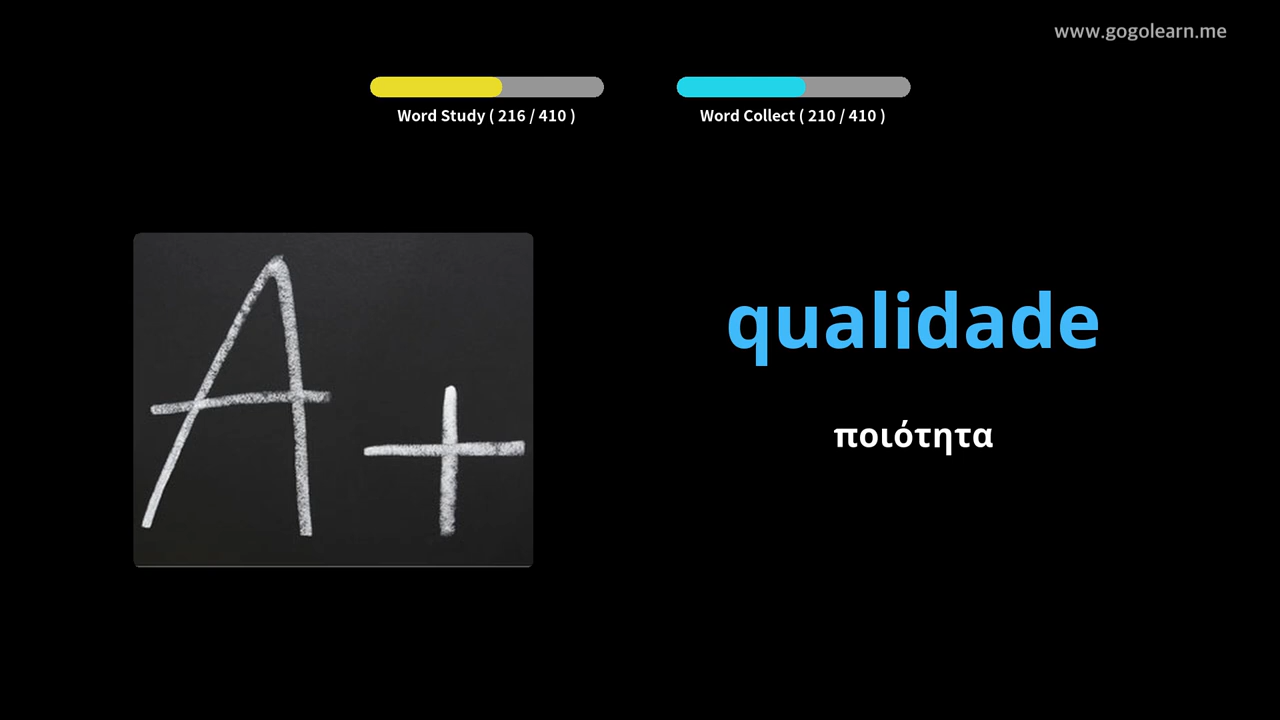 www.gogolearn.me
Word Study ( 216 / 410 )
Word Collect ( 210 / 410 )
A+
qualidade
ποιότητα